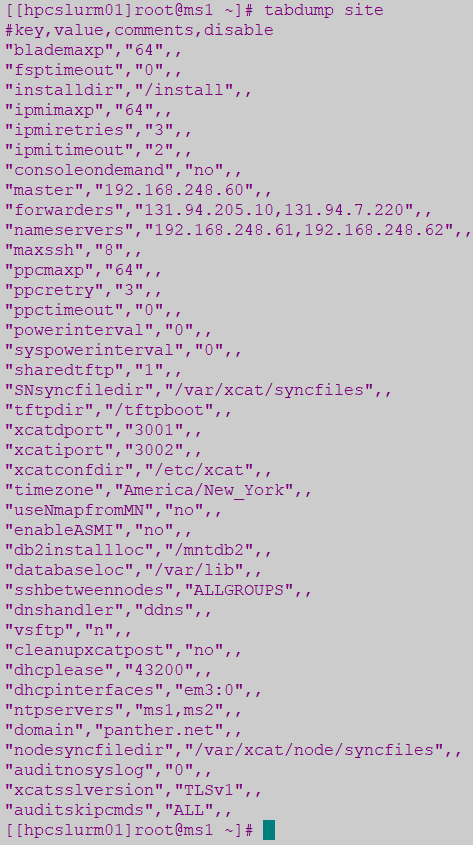 [[hpcslurm01]root@ms1 ~]# tabdump site
#key,value,comments,disable
"blademaxp","64",,
"fsptimeout","0",,
"installdir","/install",,
"ipmimaxp","64",,
"ipmiretries","3",,
"ipmitimeout","2",,
"consoleondemand","no",,
"master","192.168.248.60",,
"forwarders","131.94.205.10,131.94.7.220",,
"nameservers","192.168.248.61,192.168.248.62",,
"maxssh","8",,
"ppcmaxp","64",,
"ppcretry","3",,
"ppctimeout","0",,
"powerinterval","0",,
"syspowerinterval","0",,
"sharedtftp","1",,
"SNsyncfiledir","/var/xcat/syncfiles",,
"tftpdir","/tftpboot",,
"xcatdport","3001",,
"xcatiport","3002",,
"xcatconfdir","/etc/xcat",,
"timezone","America/New_York",,
"useNmapfromMN","no",,
"enableASMI","no",,
"db2installloc","/mntdb2",,
"databaseloc","/var/lib",,
"sshbetweennodes","ALLGROUPS",,
"dnshandler","ddns",,
"vsftp","n",,
"cleanupxcatpost","no",,
"dhcplease","43200",,
"dhcpinterfaces","em3:0",,
"ntpservers","ms1,ms2",,
"domain","panther.net",,
"nodesyncfiledir","/var/xcat/node/syncfiles",,
"auditnosyslog","0",,
"xcatsslversion","TLSv1",,
"auditskipcmds","ALL",,
[[hpcslurm01]root@ms1 ~]#